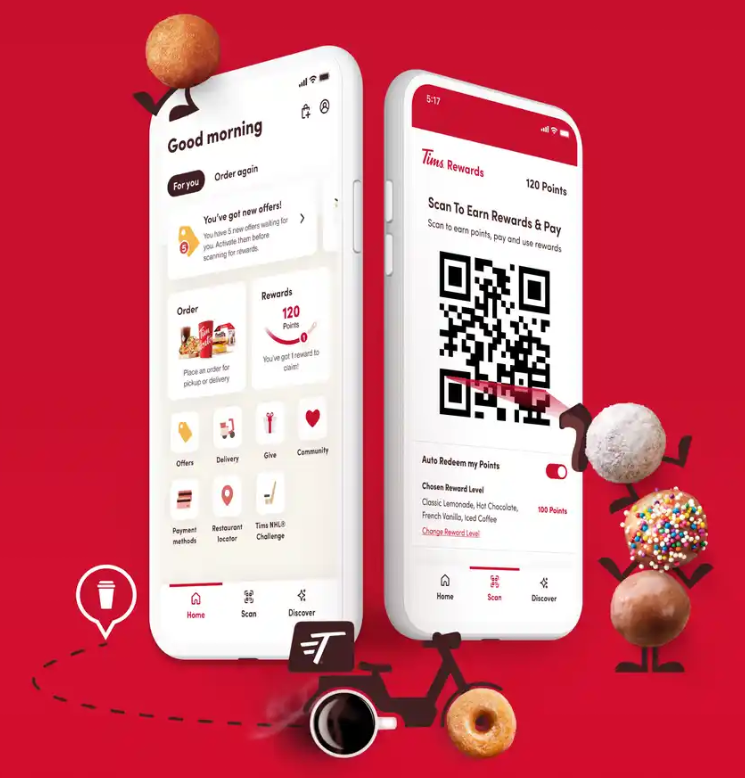 Good morning
For you
Order again
You've got new offers!
You have 5 new offers waiting for
you. Activate them before
scanning for rewards.
5
Order
Tim
Place an order for
pickup or delivery
Rewards
120
Points
1
You've got 1 reward to
claim!
Offers
Delivery
Give
Community
Payment
methods
Restaurant
locator
Tims NHL®
Challenge
Home
Scan
Discover
5:17
Tims Rewards
120 Points
Scan To Earn Rewards & Pay
Scan to earn points, pay and use rewards
Auto Redeem my Points
Chosen Reward Level
Classic Lemonade, Hot Chocolate,
French Vanilla, Iced Coffee
100 Points
Change Reward Level
Home
Scan
Discover
T